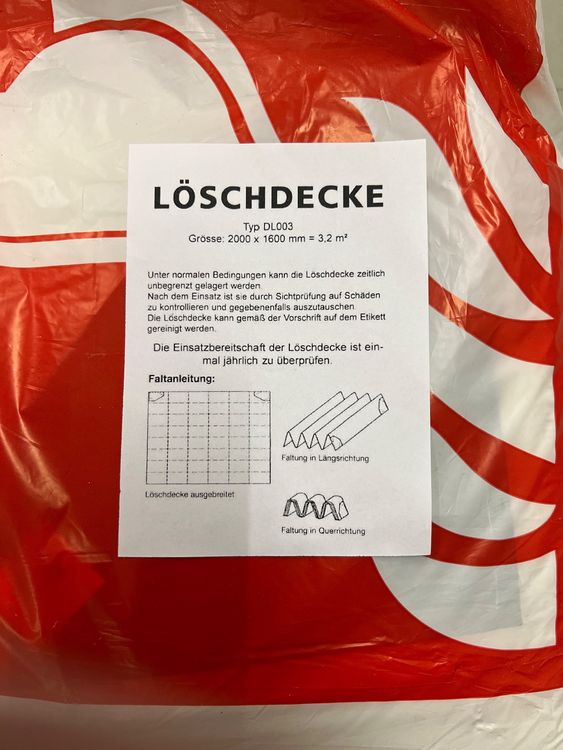 LÖSCHDECKE
Typ DL003
Grösse: 2000 x 1600 mm = 3,2 m²
Unter normalen Bedingungen kann die Löschdecke zeitlich
unbegrenzt gelagert werden.
Nach dem Einsatz ist sie durch Sichtprüfung auf Schäden
zu kontrollieren und gegebenenfalls auszutauschen.
Die Löschdecke kann gemäß der Vorschrift auf dem Etikett
gereinigt werden.
Die Einsatzbereitschaft der Löschdecke ist ein-
mal jährlich zu überprüfen.
Faltanleitung:
Faltung in Längsrichtung
Löschdecke ausgebreitet
Faltung in Querrichtung